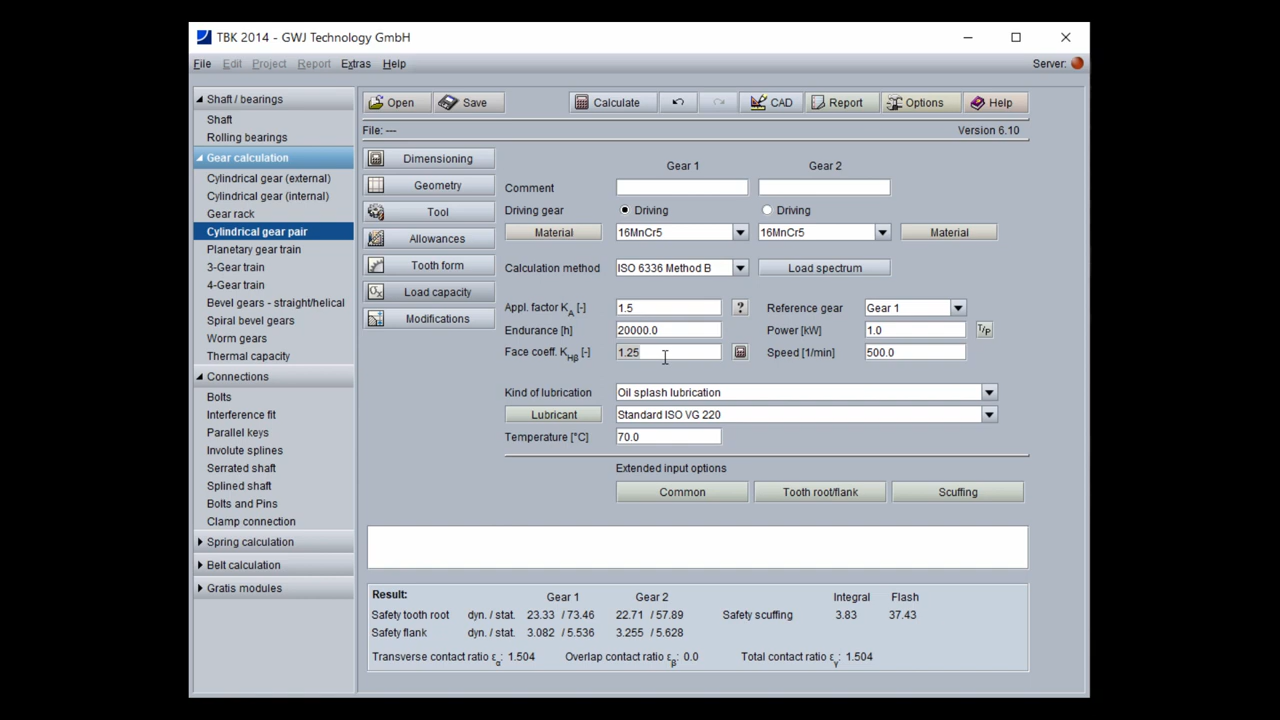 TBK 2014 - GWJ Technology GmbH
File Edit Project Report Extras Help Server:
Shaft / bearings
Shaft
Rolling bearings
Gear calculation
Cylindrical gear (external)
Cylindrical gear (internal)
Gear rack
Cylindrical gear pair
Planetary gear train
3-Gear train
4-Gear train
Bevel gears - straight/helical
Spiral bevel gears
Worm gears
Thermal capacity
Connections
Bolts
Interference fit
Parallel keys
Involute splines
Serrated shaft
Splined shaft
Bolts and Pins
Clamp connection
Spring calculation
Belt calculation
Gratis modules
Open Save Calculate CAD Report Options Help
File: --- Version 6.10
Dimensioning
Geometry
Tool
Allowances
Tooth form
Load capacity
Modifications
Gear 1 Gear 2
Comment
Driving gear Driving Driving
Material 16MnCr5 16MnCr5 Material
Calculation method ISO 6336 Method B Load spectrum
Appl. factor KA [-] 1.5 ? Reference gear Gear 1
Endurance [h] 20000.0 Power [kW] 1.0 T/P
Face coeff. KHβ [-] 1.25 Speed [1/min] 500.0
Kind of lubrication Oil splash lubrication
Lubricant Standard ISO VG 220
Temperature [°C] 70.0
Extended input options
Common Tooth root/flank Scuffing
Result: Gear 1 Gear 2 Integral Flash
Safety tooth root dyn. / stat. 23.33 / 73.46 22.71 / 57.89 Safety scuffing 3.83 37.43
Safety flank dyn. / stat. 3.082 / 5.536 3.255 / 5.628
Transverse contact ratio εα: 1.504 Overlap contact ratio εβ: 0.0 Total contact ratio εγ: 1.504